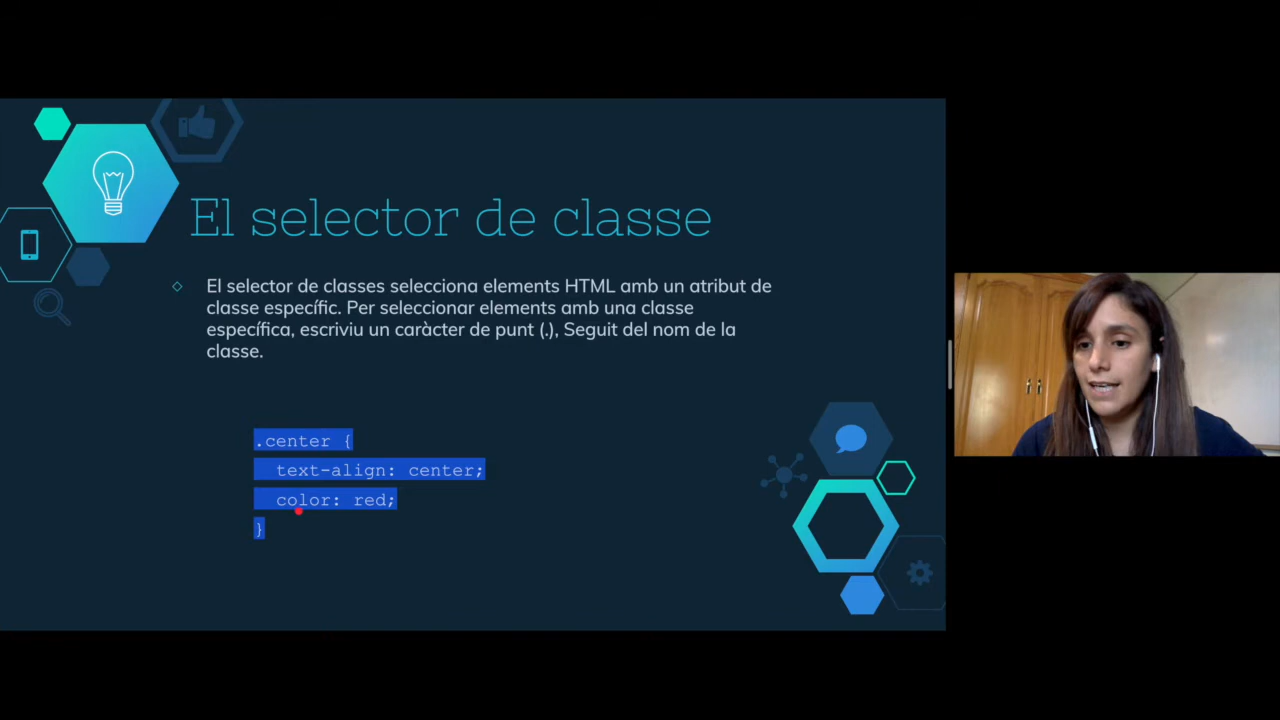 El selector de classe
El selector de classes selecciona elements HTML amb un atribut de
classe específic. Per seleccionar elements amb una classe
específica, escriviu un caràcter de punt (.), Seguit del nom de la
classe.
.center {
text-align: center;
color: red;
}